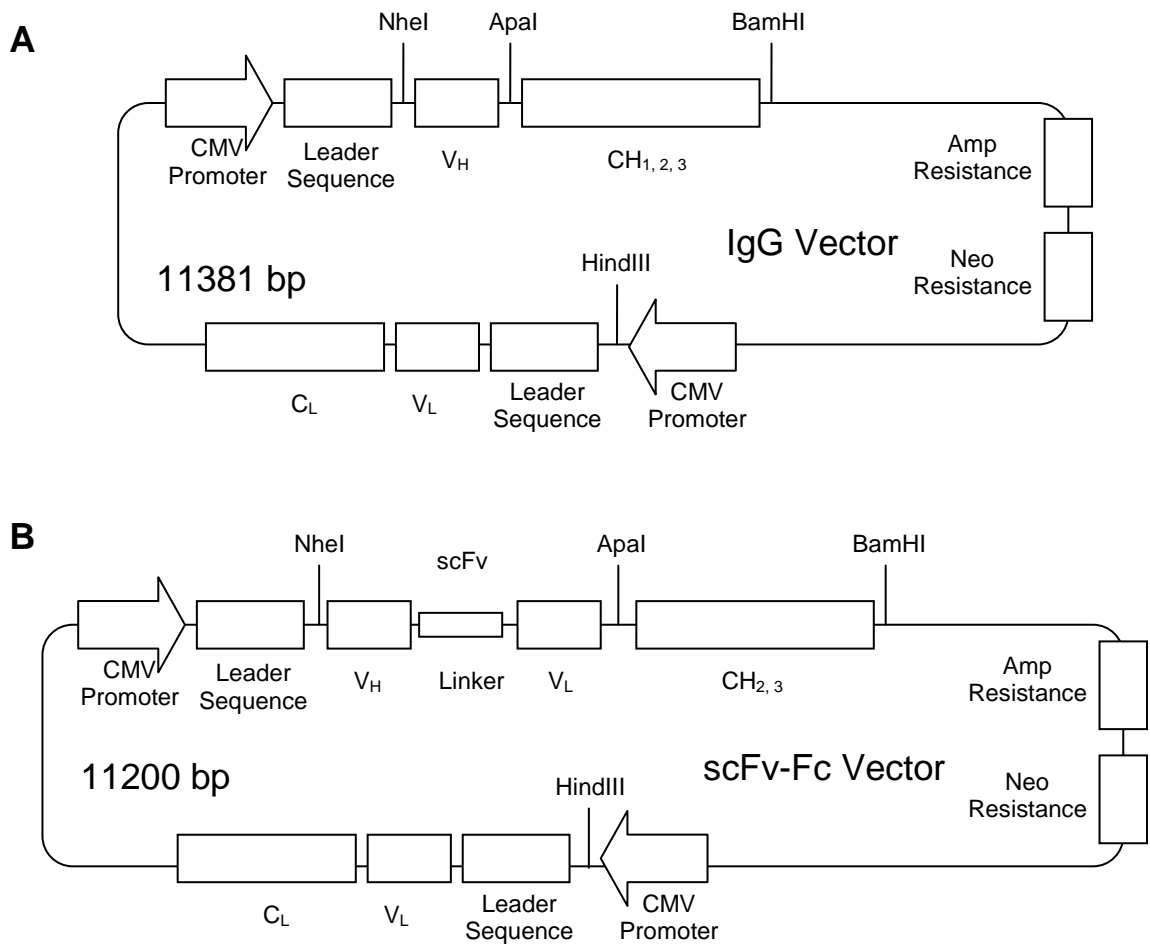 A
NheI
ApaI
BamHI
CMV
Promoter
Leader
Sequence
VH
CH1, 2, 3
Amp
Resistance
IgG Vector
Neo
Resistance
11381 bp
HindIII
CL
VL
Leader
Sequence
CMV
Promoter
B
NheI
scFv
ApaI
BamHI
CMV
Promoter
Leader
Sequence
VH
Linker
VL
CH2, 3
Amp
Resistance
11200 bp
scFv-Fc Vector
HindIII
Neo
Resistance
CL
VL
Leader
Sequence
CMV
Promoter